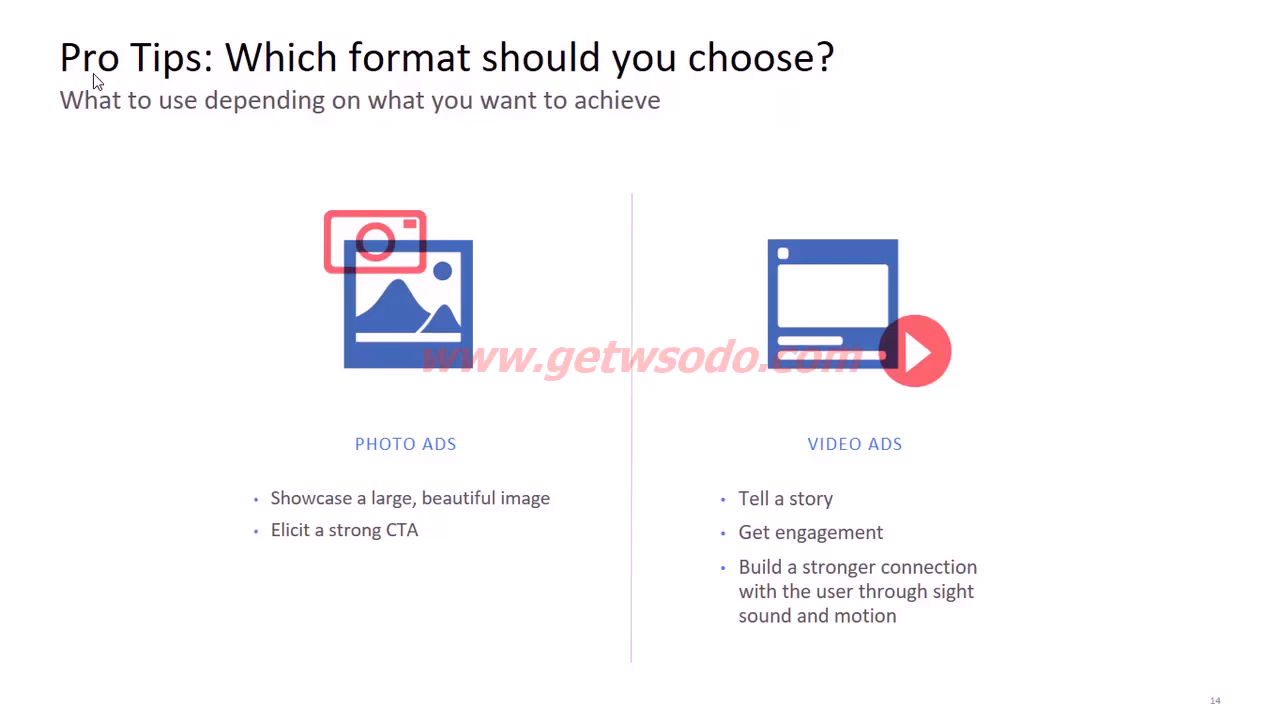 Pro Tips: Which format should you choose?
What to use depending on what you want to achieve
www.getwsodo.com
PHOTO ADS
• Showcase a large, beautiful image
• Elicit a strong CTA
VIDEO ADS
• Tell a story
• Get engagement
• Build a stronger connection
with the user through sight
sound and motion
14